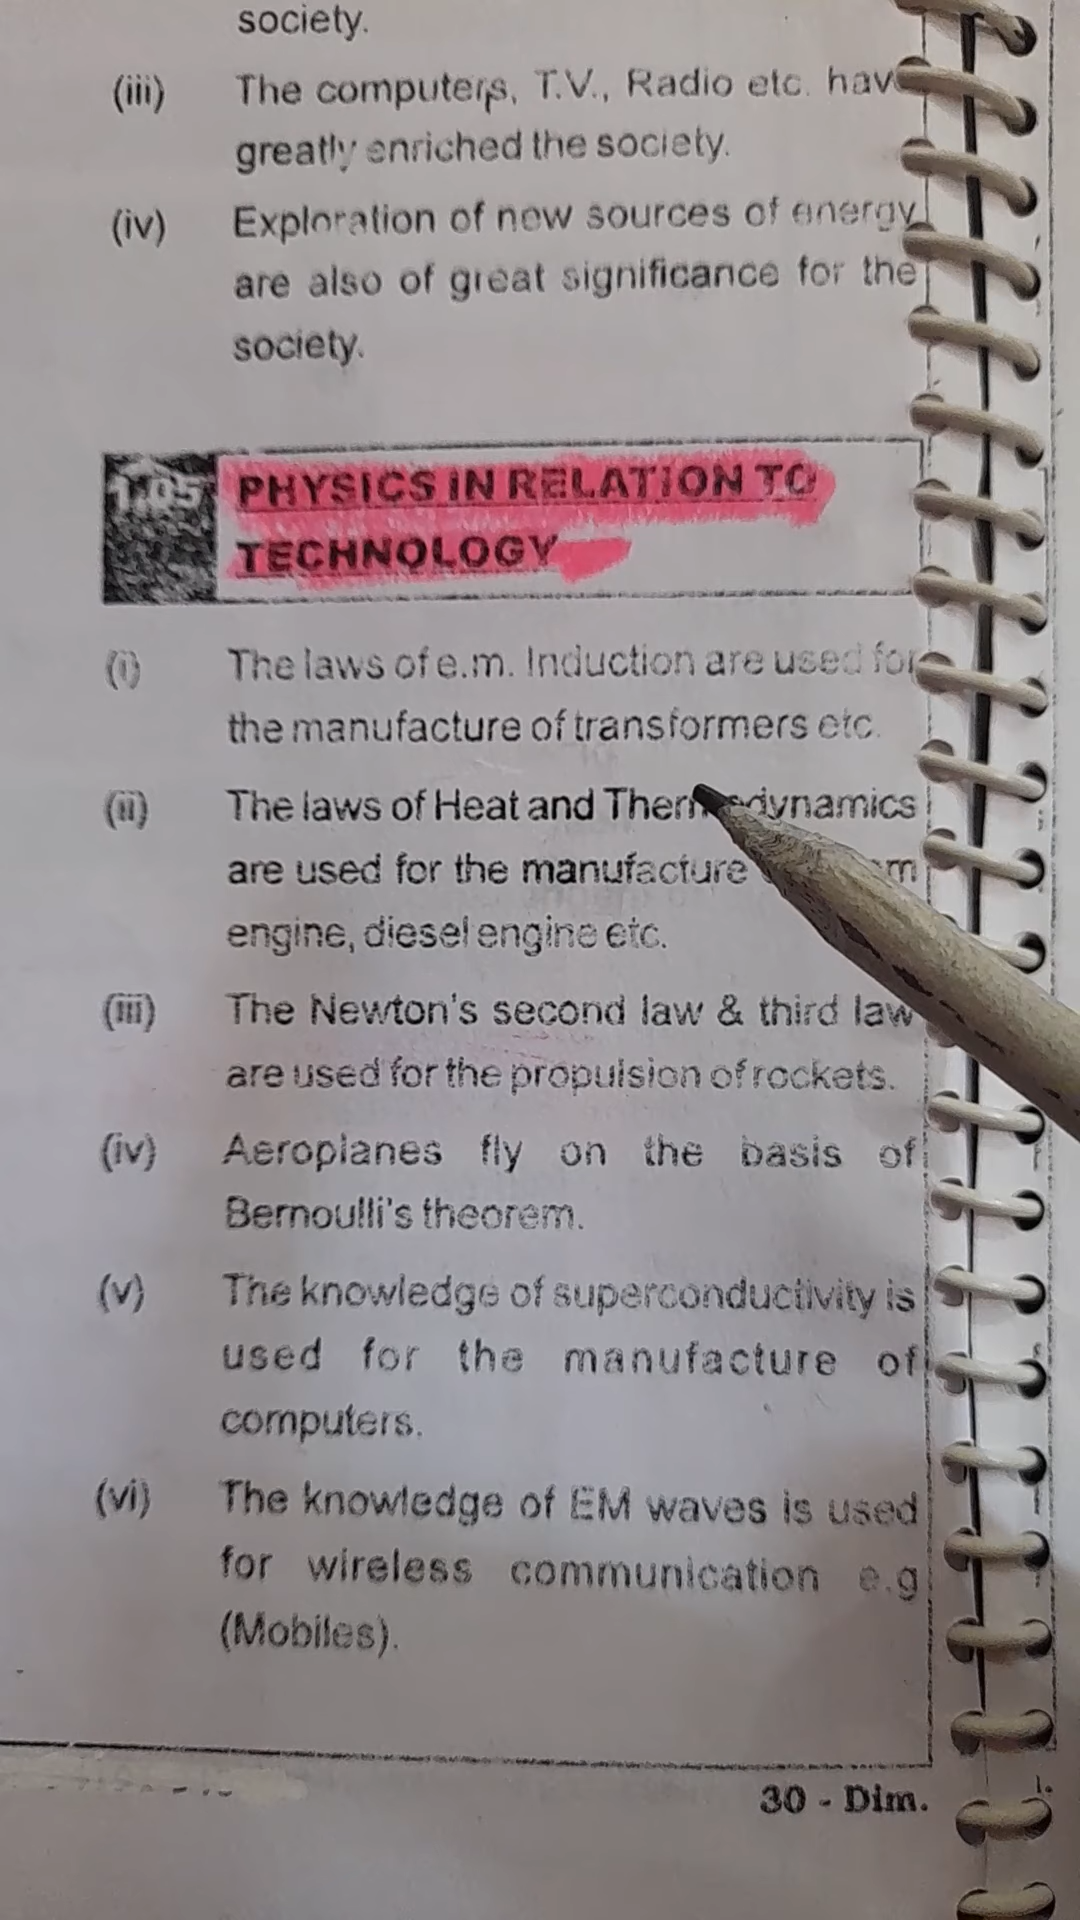 society.
(iii) The computers, T.V., Radio etc. have
greatly enriched the society.
(iv) Exploration of new sources of energy
are also of great significance for the
society.
1.05 PHYSICS IN RELATION TO
TECHNOLOGY
(i) The laws of e.m. Induction are used for
the manufacture of transformers etc.
(ii) The laws of Heat and Thermodynamics
are used for the manufacture
engine, diesel engine etc.
(iii) The Newton's second law & third law
are used for the propulsion of rockets.
(iv) Aeroplanes fly on the basis of
Bernoulli's theorem.
(v) The knowledge of superconductivity is
used for the manufacture of
computers.
(vi) The knowledge of EM waves is used
for wireless communication e.g
(Mobiles).
30 - Dim.